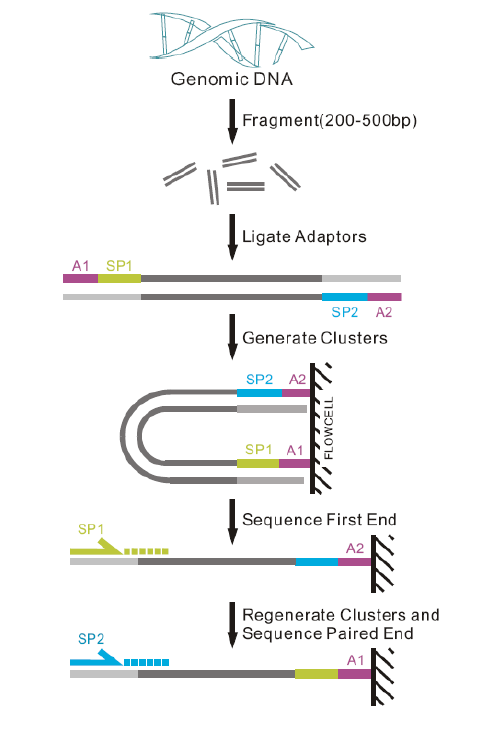 Genomic DNA
Fragment(200-500bp)
Ligate Adaptors
A1 SP1
SP2 A2
Generate Clusters
SP2 A2
FLOWCELL
SP1 A1
Sequence First End
SP1
A2
Regenerate Clusters and
Sequence Paired End
SP2
A1